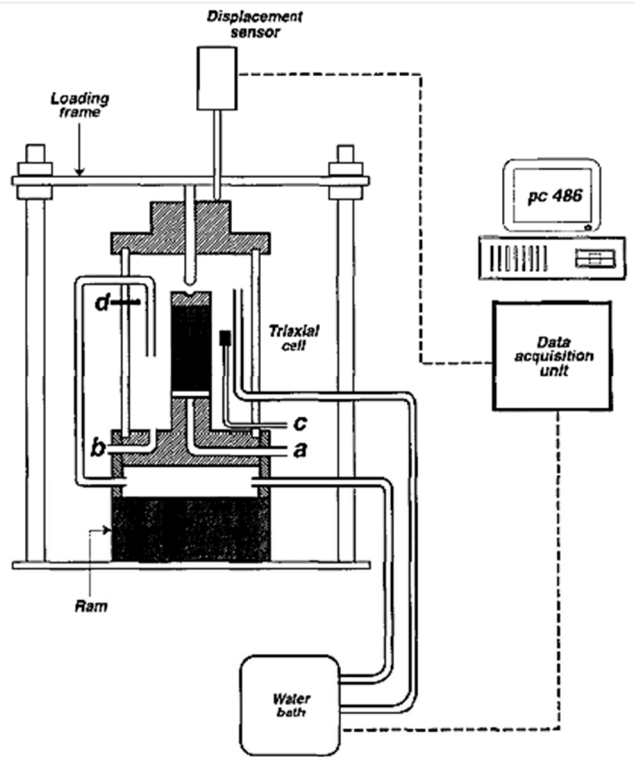 Displacement
sensor
Loading
frame
pc 486
d
Triaxial
cell
Data
acquisition
unit
c
b
a
Ram
Water
bath